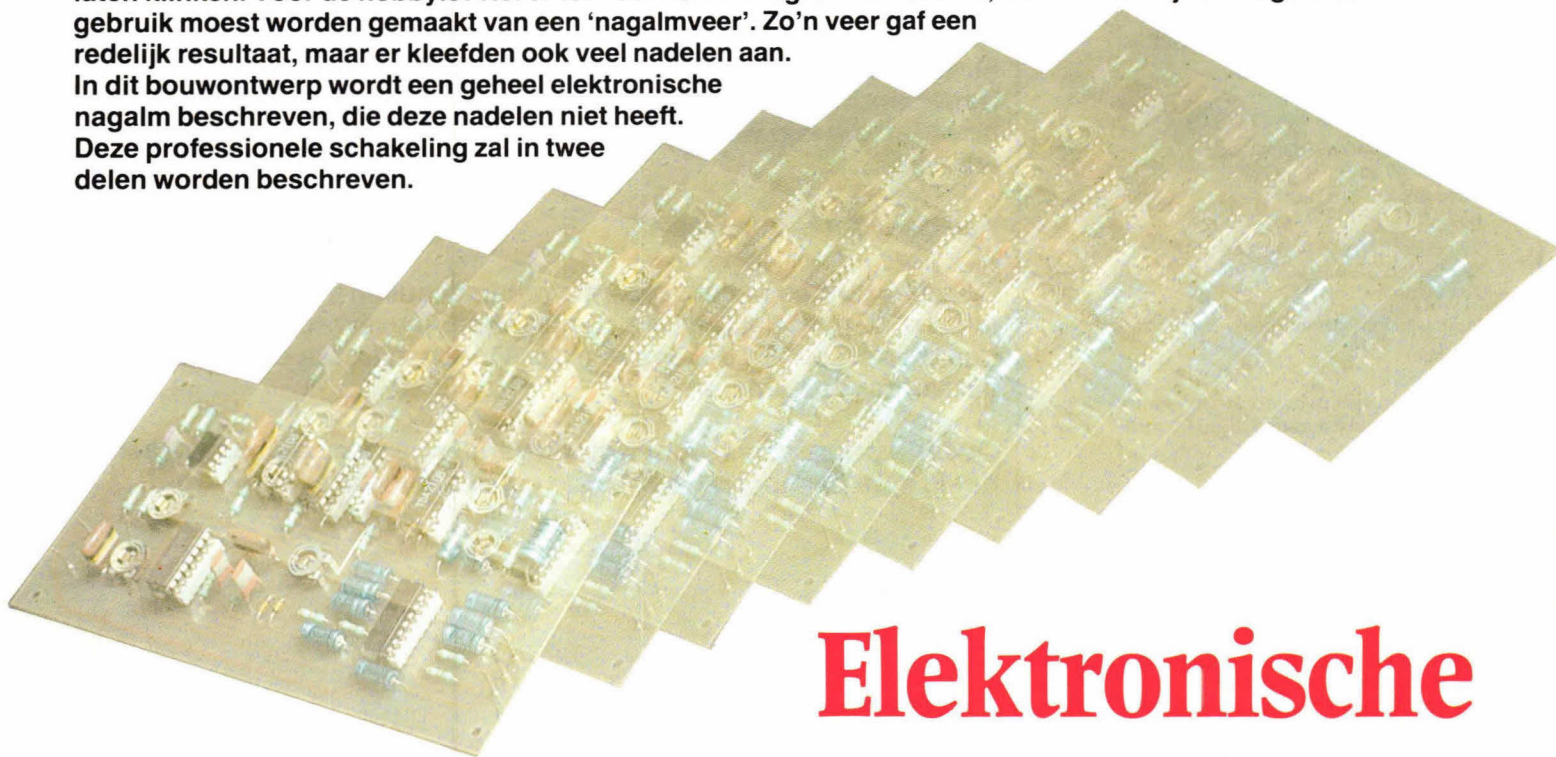 gebruik moest worden gemaakt van een ‘nagalmveer’. Zo’n veer gaf een
redelijk resultaat, maar er kleefden ook veel nadelen aan.
In dit bouwontwerp wordt een geheel elektronische
nagalm beschreven, die deze nadelen niet heeft.
Deze professionele schakeling zal in twee
delen worden beschreven.
Elektronische